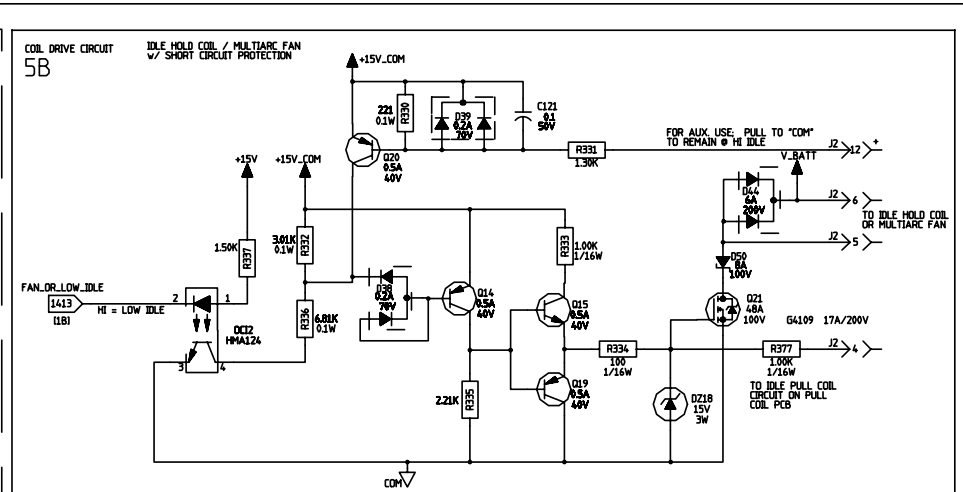 COIL DRIVE CIRCUIT
5B
IDLE HOLD COIL / MULTIARC FAN
w/ SHORT CIRCUIT PROTECTION
+15V_COM
221
0.1W
R330
D39
0.2A
70V
C121
0.1
50V
Q20
0.5A
40V
R331
1.30K
FOR AUX. USE; PULL TO "COM"
TO REMAIN @ HI IDLE
J2
12
+
V_BATT
D44
6A
200V
J2
6
TO IDLE HOLD COIL
OR MULTIARC FAN
J2
5
+15V
+15V_COM
1.50K
R337
3.01K
0.1W
R332
R333
1.00K
1/16W
D50
8A
100V
FAN_OR_LOW_IDLE
1413
[1B]
HI = LOW IDLE
2
1
OCI2
HMA124
3
4
6.81K
0.1W
R336
D38
0.2A
70V
Q14
0.5A
40V
Q15
0.5A
40V
Q21
48A
100V
G4109 17A/200V
R334
100
1/16W
R377
1.00K
1/16W
J2
4
2.21K
R335
Q19
0.5A
40V
DZ18
15V
3W
TO IDLE PULL COIL
CIRCUIT ON PULL
COIL PCB
COM